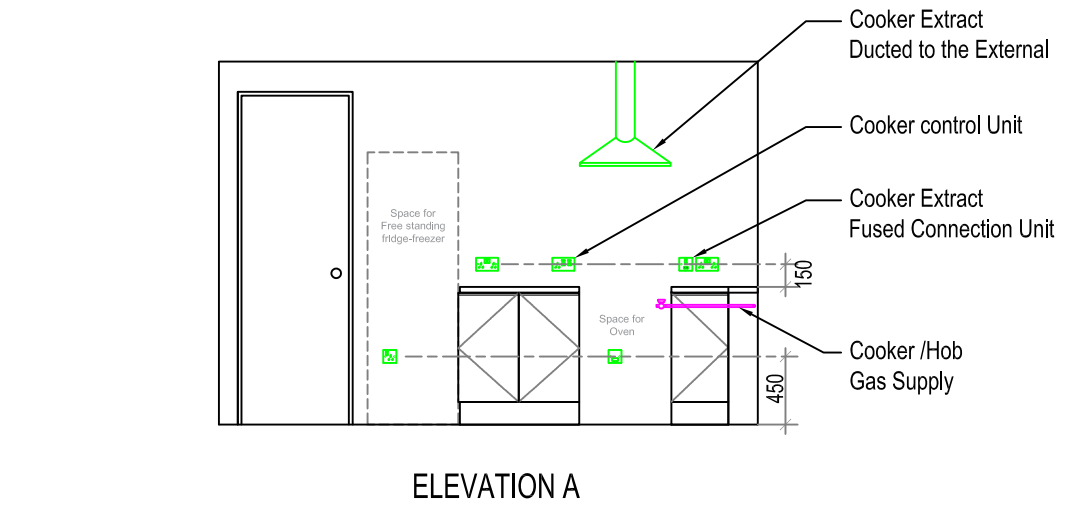 Cooker Extract
Ducted to the External
Cooker control Unit
Cooker Extract
Fused Connection Unit
Space for
Free standing
fridge-freezer
150
Space for
Oven
Cooker /Hob
Gas Supply
450
ELEVATION A